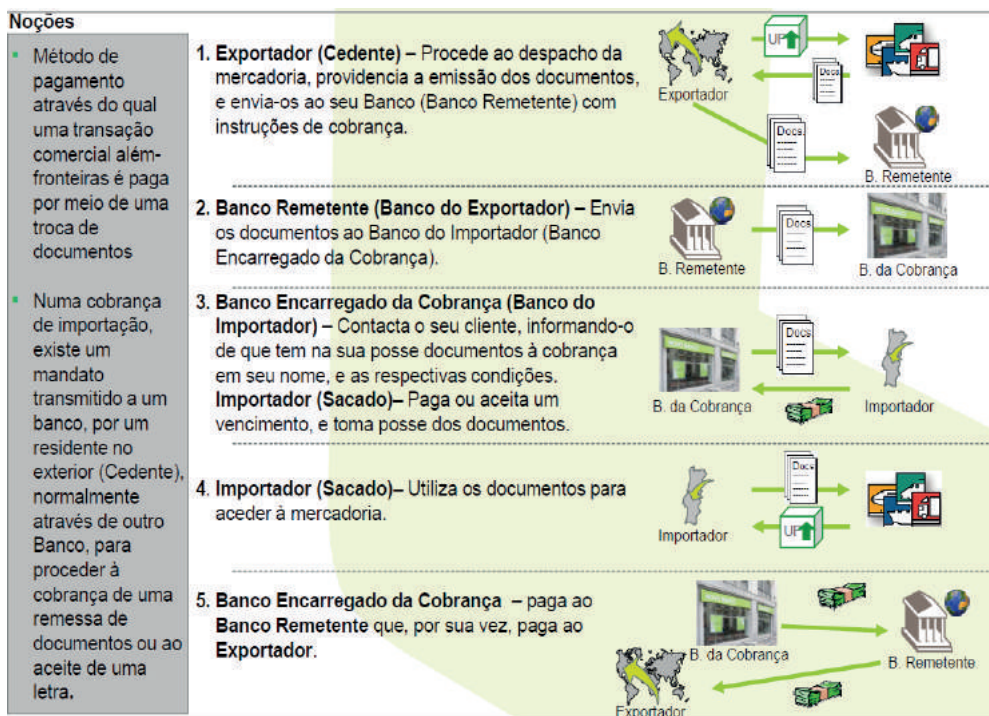 Noções
▪ Método de
pagamento
através do qual
uma transação
comercial além-
fronteiras é paga
por meio de uma
troca de
documentos
▪ Numa cobrança
de importação,
existe um
mandato
transmitido a um
banco, por um
residente no
exterior (Cedente),
normalmente
através de outro
Banco, para
proceder à
cobrança de uma
remessa de
documentos ou ao
aceite de uma
letra.
1. Exportador (Cedente) – Procede ao despacho da
mercadoria, providencia a emissão dos documentos,
e envia-os ao seu Banco (Banco Remetente) com
instruções de cobrança.
Exportador
UP
Docs
Docs.
B. Remetente
2. Banco Remetente (Banco do Exportador) – Envia
os documentos ao Banco do Importador (Banco
Encarregado da Cobrança).
B. Remetente
Docs
B. da Cobrança
3. Banco Encarregado da Cobrança (Banco do
Importador) – Contacta o seu cliente, informando-o
de que tem na sua posse documentos à cobrança
em seu nome, e as respectivas condições.
Importador (Sacado)– Paga ou aceita um
vencimento, e toma posse dos documentos.
Docs
B. da Cobrança
Importador
4. Importador (Sacado)– Utiliza os documentos para
aceder à mercadoria.
Docs
Importador
UP
5. Banco Encarregado da Cobrança – paga ao
Banco Remetente que, por sua vez, paga ao
Exportador.
B. da Cobrança
B. Remetente
Exportador